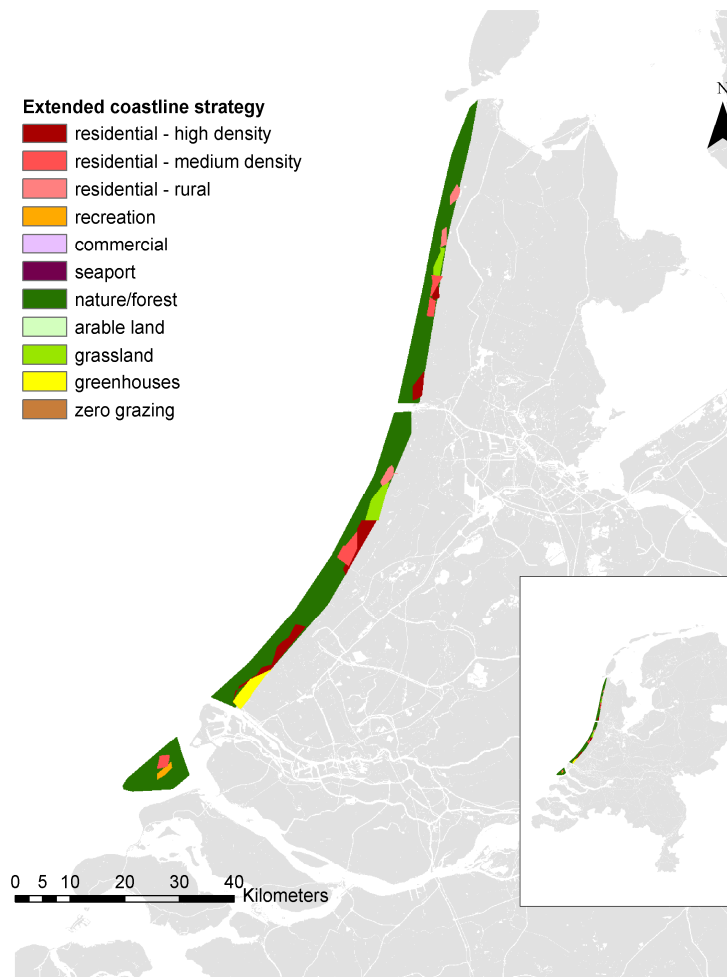 N
Extended coastline strategy
residential - high density
residential - medium density
residential - rural
recreation
commercial
seaport
nature/forest
arable land
grassland
greenhouses
zero grazing
0 5 10 20 30 40
Kilometers